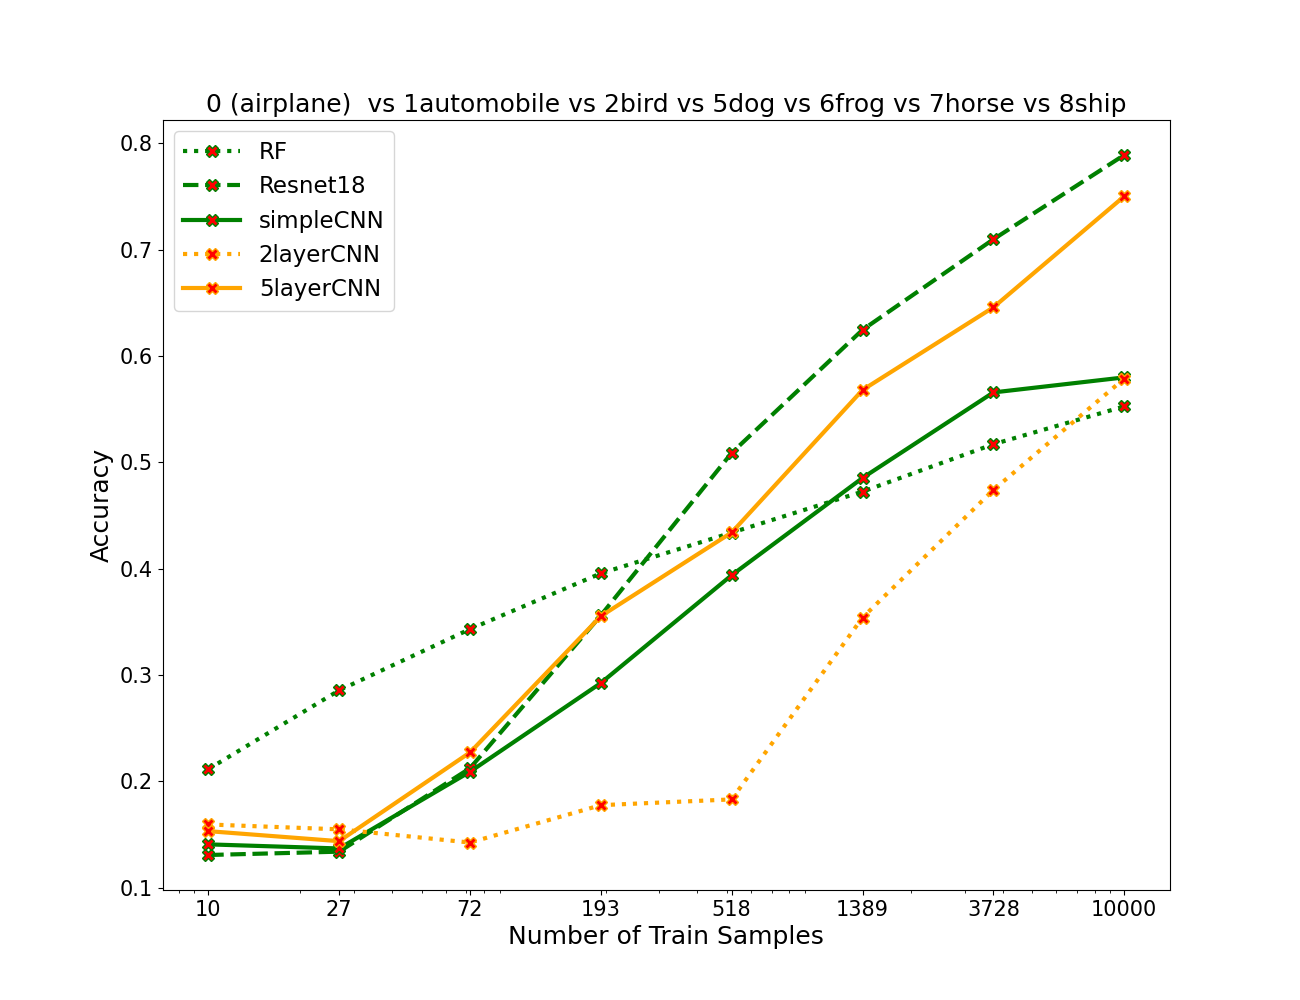 0 (airplane)  vs 1automobile vs 2bird vs 5dog vs 6frog vs 7horse vs 8ship
RF
Resnet18
simpleCNN
2layerCNN
5layerCNN
0.8
0.7
0.6
0.5
0.4
0.3
0.2
0.1
Accuracy
10 27 72 193 518 1389 3728 10000
Number of Train Samples